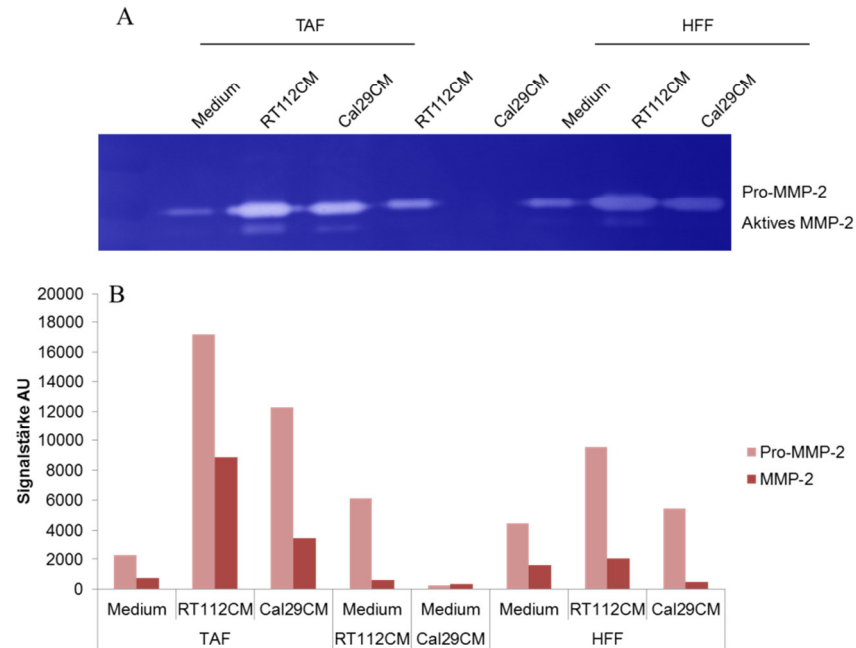 A
TAF
HFF
Medium
RT112CM
Cal29CM
RT112CM
Cal29CM
Medium
RT112CM
Cal29CM
Pro-MMP-2
Aktives MMP-2
B
Signalstärke AU
20000
18000
16000
14000
12000
10000
8000
6000
4000
2000
0
Pro-MMP-2
MMP-2
Medium RT112CM Cal29CM Medium Medium Medium RT112CM Cal29CM
TAF RT112CM Cal29CM HFF